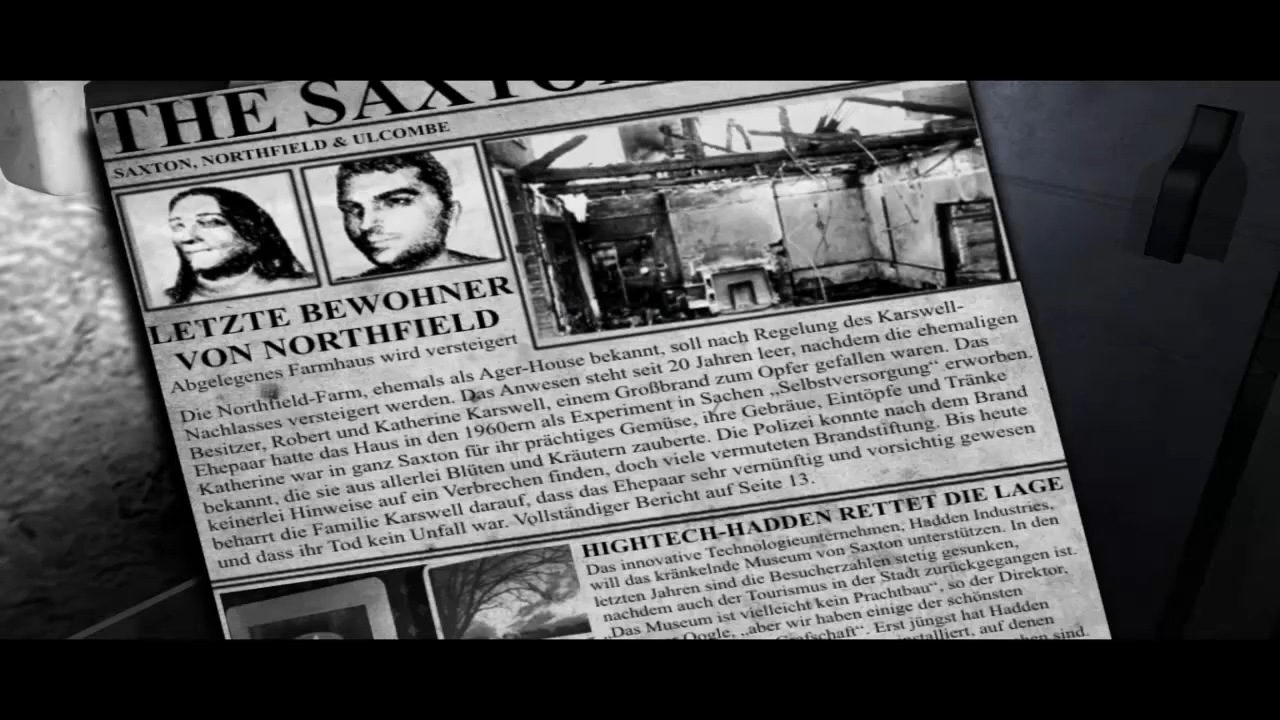 THE SAXTON
SAXTON, NORTHFIELD & ULCOMBE
LETZTE BEWOHNER
VON NORTHFIELD
Abgelegenes Farmhaus wird versteigert
Die Northfield-Farm, ehemals als Ager-House bekannt, soll nach Regelung des Karswell-
Nachlasses versteigert werden. Das Anwesen steht seit 20 Jahren leer, nachdem die ehemaligen
Besitzer, Robert und Katherine Karswell, einem Großbrand zum Opfer gefallen waren. Das
Ehepaar hatte das Haus in den 1960ern als Experiment in Sachen „Selbstversorgung“ erworben.
Katherine war in ganz Saxton für ihr prächtiges Gemüse, ihre Gebräue, Eintöpfe und Tränke
bekannt, die sie aus allerlei Blüten und Kräutern zauberte. Die Polizei konnte nach dem Brand
keinerlei Hinweise auf ein Verbrechen finden, doch viele vermuteten Brandstiftung. Bis heute
beharrt die Familie Karswell darauf, dass das Ehepaar sehr vernünftig und vorsichtig gewesen
und dass ihr Tod kein Unfall war. Vollständiger Bericht auf Seite 13.
HIGHTECH-HADDEN RETTET DIE LAGE
Das innovative Technologieunternehmen, Hadden Industries,
will das kränkelnde Museum von Saxton unterstützen. In den
letzten Jahren sind die Besucherzahlen stetig gesunken,
nachdem auch der Tourismus in der Stadt zurückgegangen ist.
„Das Museum ist vielleicht kein Prachtbau“, so der Direktor,
Oogle, „aber wir haben einige der schönsten
Grafschaft“. Erst jüngst hat Hadden
installiert, auf denen
sind.